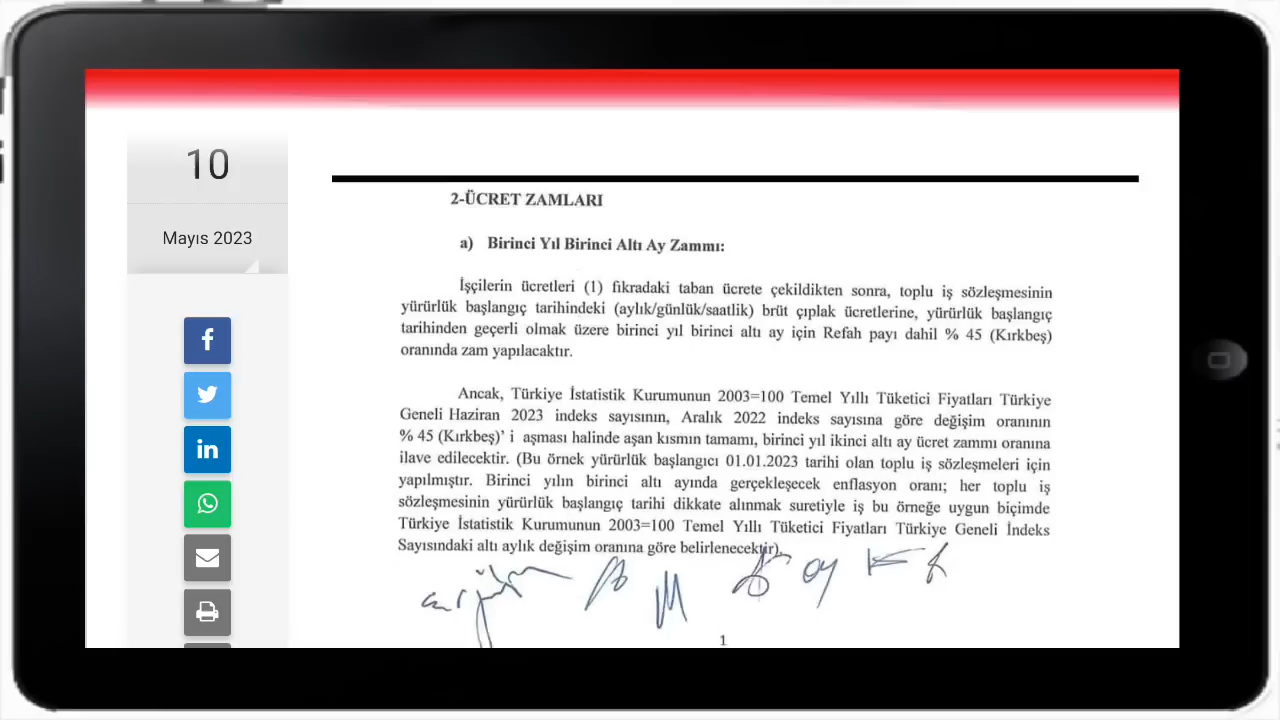 10
Mayıs 2023
2-ÜCRET ZAMLARI
a) Birinci Yıl Birinci Altı Ay Zammı:
İşçilerin ücretleri (1) fıkradaki taban ücrete çekildikten sonra, toplu iş sözleşmesinin
yürürlük başlangıç tarihindeki (aylık/günlük/saatlik) brüt çıplak ücretlerine, yürürlük başlangıç
tarihinden geçerli olmak üzere birinci yıl birinci altı ay için Refah payı dahil % 45 (Kırkbeş)
oranında zam yapılacaktır.
Ancak, Türkiye İstatistik Kurumunun 2003=100 Temel Yıllı Tüketici Fiyatları Türkiye
Geneli Haziran 2023 indeks sayısının, Aralık 2022 indeks sayısına göre değişim oranının
% 45 (Kırkbeş)' i aşması halinde aşan kısmın tamamı, birinci yıl ikinci altı ay ücret zammı oranına
ilave edilecektir. (Bu örnek yürürlük başlangıcı 01.01.2023 tarihi olan toplu iş sözleşmeleri için
yapılmıştır. Birinci yılın birinci altı ayında gerçekleşecek enflasyon oranı; her toplu iş
sözleşmesinin yürürlük başlangıç tarihi dikkate alınmak suretiyle iş bu örneğe uygun biçimde
Türkiye İstatistik Kurumunun 2003=100 Temel Yıllı Tüketici Fiyatları Türkiye Geneli İndeks
Sayısındaki altı aylık değişim oranına göre belirlenecektir).
1